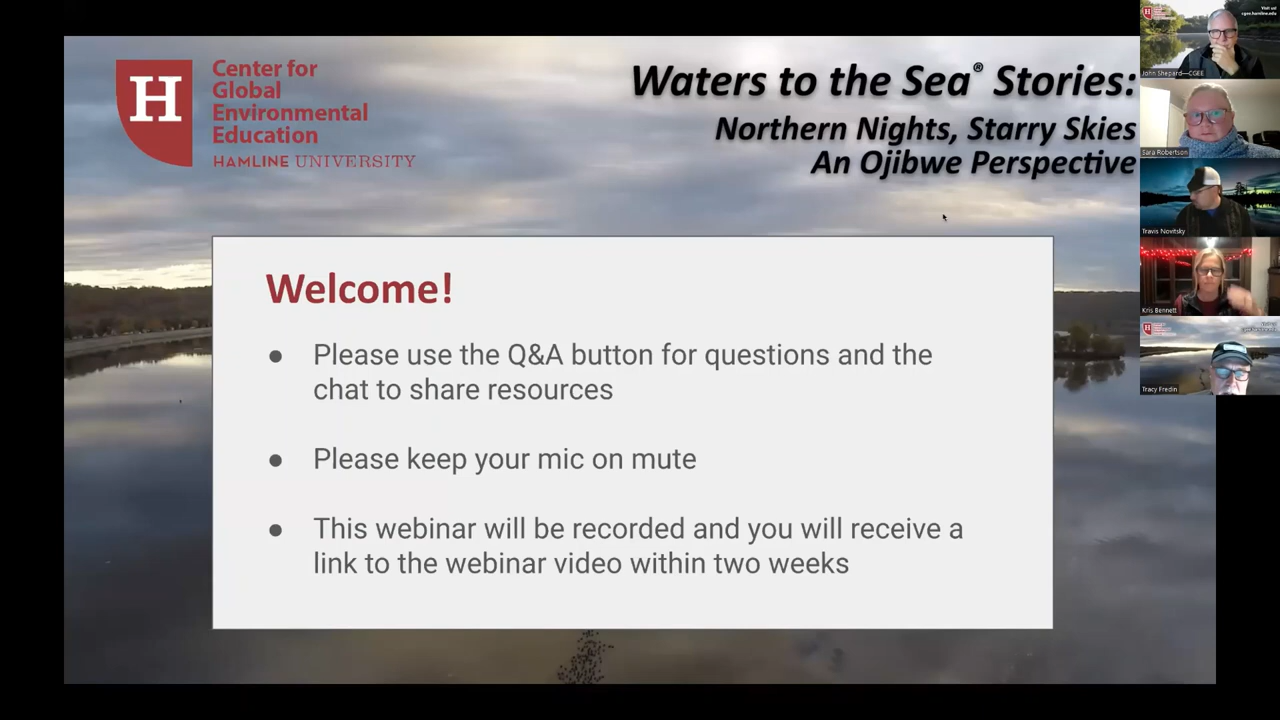 H
Center for
Global
Environmental
Education
HAMLINE UNIVERSITY
Waters to the Sea® Stories:
Northern Nights, Starry Skies
An Ojibwe Perspective
Welcome!
● Please use the Q&A button for questions and the
chat to share resources
● Please keep your mic on mute
● This webinar will be recorded and you will receive a
link to the webinar video within two weeks
John Shepard—CGEE
Sara Robertson
Travis Novitsky
Kris Bennett
Tracy Fredin